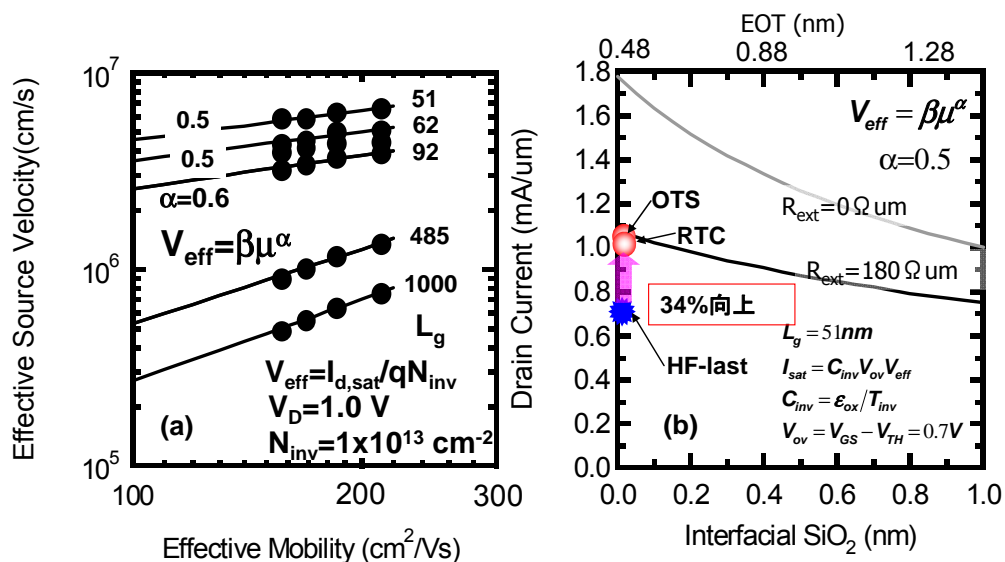 Effective Source Velocity(cm/s)
10^7
10^6
10^5
0.5
0.5
α=0.6
51
62
92
485
1000
V_eff=βμ^α
L_g
V_eff=I_d,sat/qN_inv
V_D=1.0 V
N_inv=1x10^13 cm^-2
(a)
100
200
300
Effective Mobility (cm^2/Vs)
EOT (nm)
0.48
0.88
1.28
Drain Current (mA/um)
1.8
1.6
1.4
1.2
1.0
0.8
0.6
0.4
0.2
0.0
V_eff = βμ^α
α=0.5
OTS
R_ext=0Ωum
RTC
R_ext=180Ωum
34%向上
HF-last
L_g = 51nm
I_sat = C_inv V_ov V_eff
C_inv = ε_ox/T_inv
V_ov = V_GS − V_TH = 0.7V
(b)
0.0
0.2
0.4
0.6
0.8
1.0
Interfacial SiO_2 (nm)